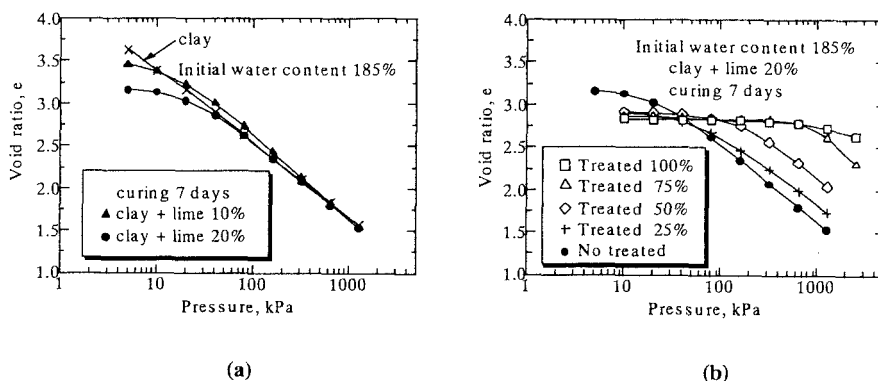 4.0
3.5
3.0
2.5
2.0
1.5
1.0
Void ratio, e
clay
Initial water content 185%
curing 7 days
clay + lime 10%
clay + lime 20%
1 10 100 1000
Pressure, kPa
(a)
4.0
3.5
3.0
2.5
2.0
1.5
1.0
Void ratio, e
Initial water content 185%
clay + lime 20%
curing 7 days
Treated 100%
Treated 75%
Treated 50%
Treated 25%
No treated
1 10 100 1000
Pressure, kPa
(b)